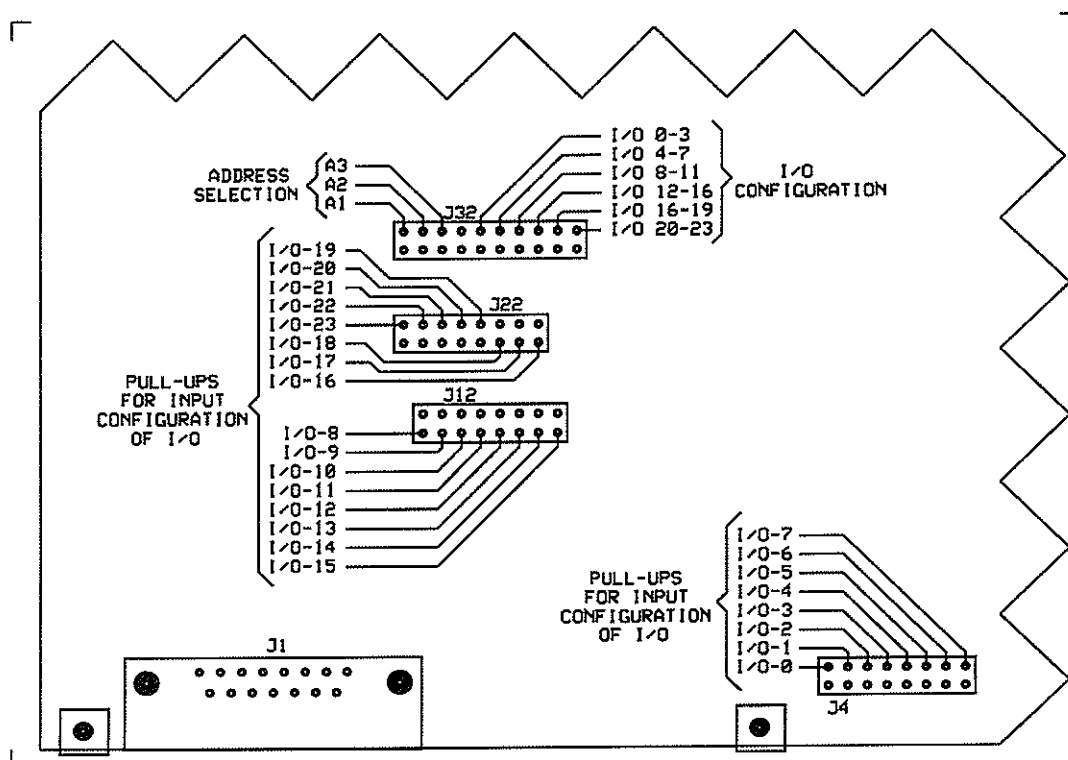 I/O 0-3
I/O 4-7
I/O 8-11
I/O 12-16
I/O 16-19
I/O 20-23
I/O
CONFIGURATION
ADDRESS
SELECTION
A3
A2
A1
J32
I/O-19
I/O-20
I/O-21
I/O-22
I/O-23
I/O-18
I/O-17
I/O-16
J22
PULL-UPS
FOR INPUT
CONFIGURATION
OF I/O
J12
I/O-8
I/O-9
I/O-10
I/O-11
I/O-12
I/O-13
I/O-14
I/O-15
PULL-UPS
FOR INPUT
CONFIGURATION
OF I/O
I/O-7
I/O-6
I/O-5
I/O-4
I/O-3
I/O-2
I/O-1
I/O-0
J1
J4